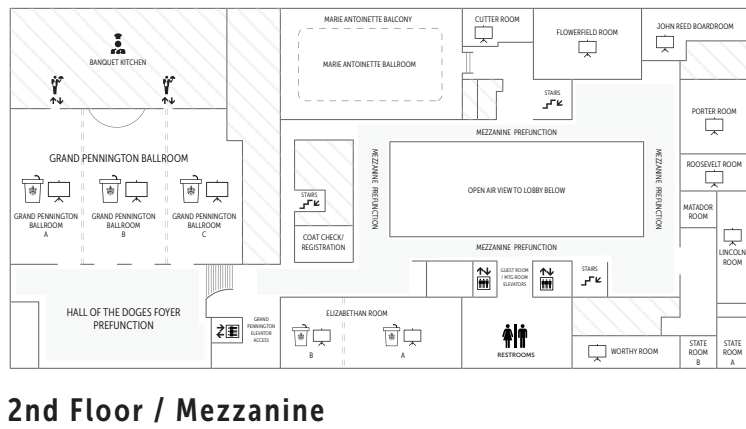 MARIE ANTOINETTE BALCONY
CUTTER ROOM
FLOWERFIELD ROOM
JOHN REED BOARDROOM
BANQUET KITCHEN
MARIE ANTOINETTE BALLROOM
STAIRS
PORTER ROOM
MEZZANINE PREFUNCTION
GRAND PENNINGTON BALLROOM
MEZZANINE PREFUNCTION
MEZZANINE PREFUNCTION
ROOSEVELT ROOM
OPEN AIR VIEW TO LOBBY BELOW
STAIRS
MATADOR
ROOM
GRAND PENNINGTON
BALLROOM
A
GRAND PENNINGTON
BALLROOM
B
GRAND PENNINGTON
BALLROOM
C
COAT CHECK/
REGISTRATION
MEZZANINE PREFUNCTION
LINCOLN
ROOM
GUEST ROOM
/ MTG.ROOM
ELEVATORS
STAIRS
HALL OF THE DOGES FOYER
PREFUNCTION
GRAND
PENNINGTON
ELEVATOR
ACCESS
ELIZABETHAN ROOM
B
A
RESTROOMS
WORTHY ROOM
STATE
ROOM
B
STATE
ROOM
A
2nd Floor / Mezzanine